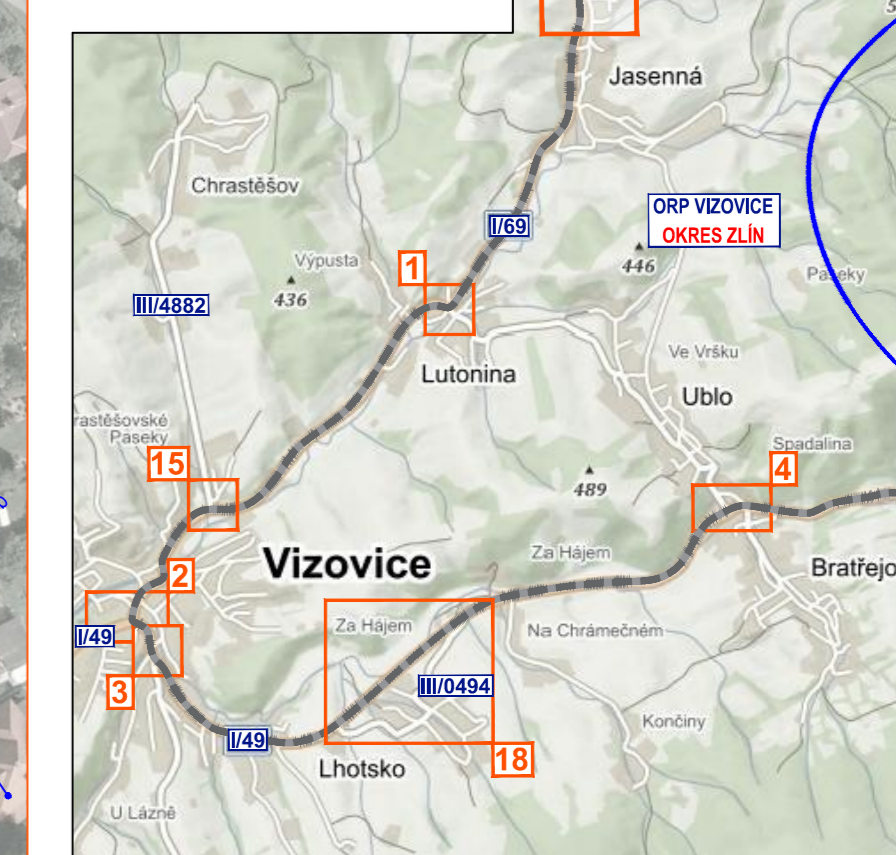 Jasenná
Chrastěšov
ORP VIZOVICE
OKRES ZLÍN
I/69
Výpusta
1
446
Paseky
436
III/4882
Ve Vršku
Lutonina
Ublo
rastěšovské
Paseky
Spadalina
15
4
489
Vizovice
Za Hájem
Bratřejo
2
Za Hájem
Na Chrámečném
I/49
3
III/0494
Končiny
I/49
Lhotsko
18
U Lázně